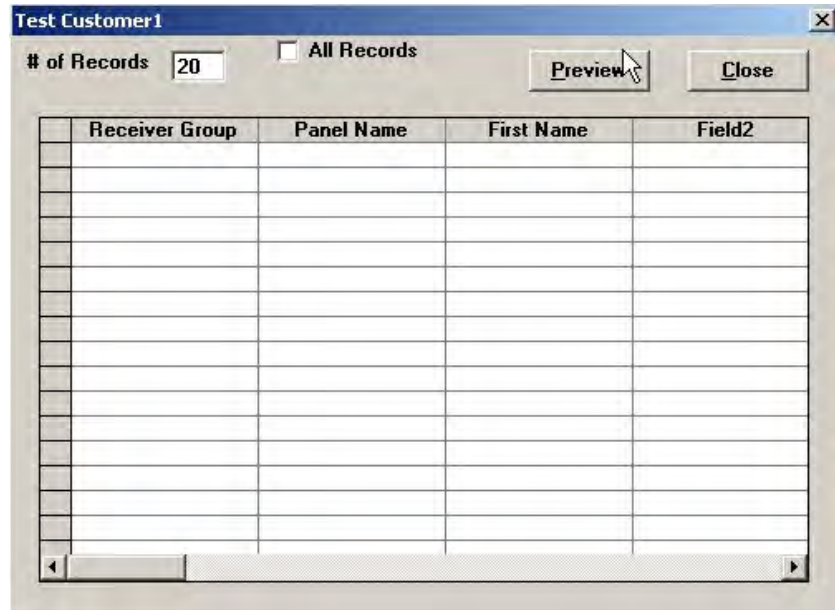 Test Customer1
# of Records 20 All Records Preview Close
Receiver Group Panel Name First Name Field2